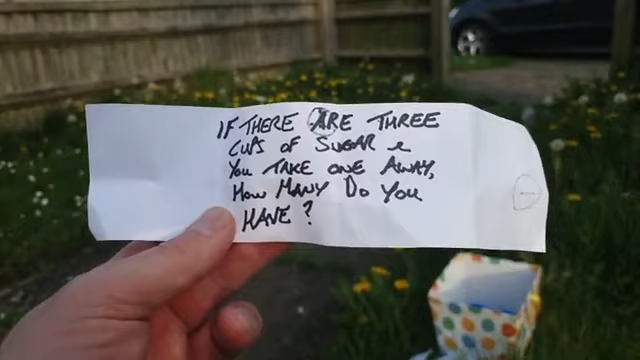 IF THERE ARE THREE
CUPS OF SUGAR &
YOU TAKE ONE AWAY,
HOW MANY DO YOU
HAVE?